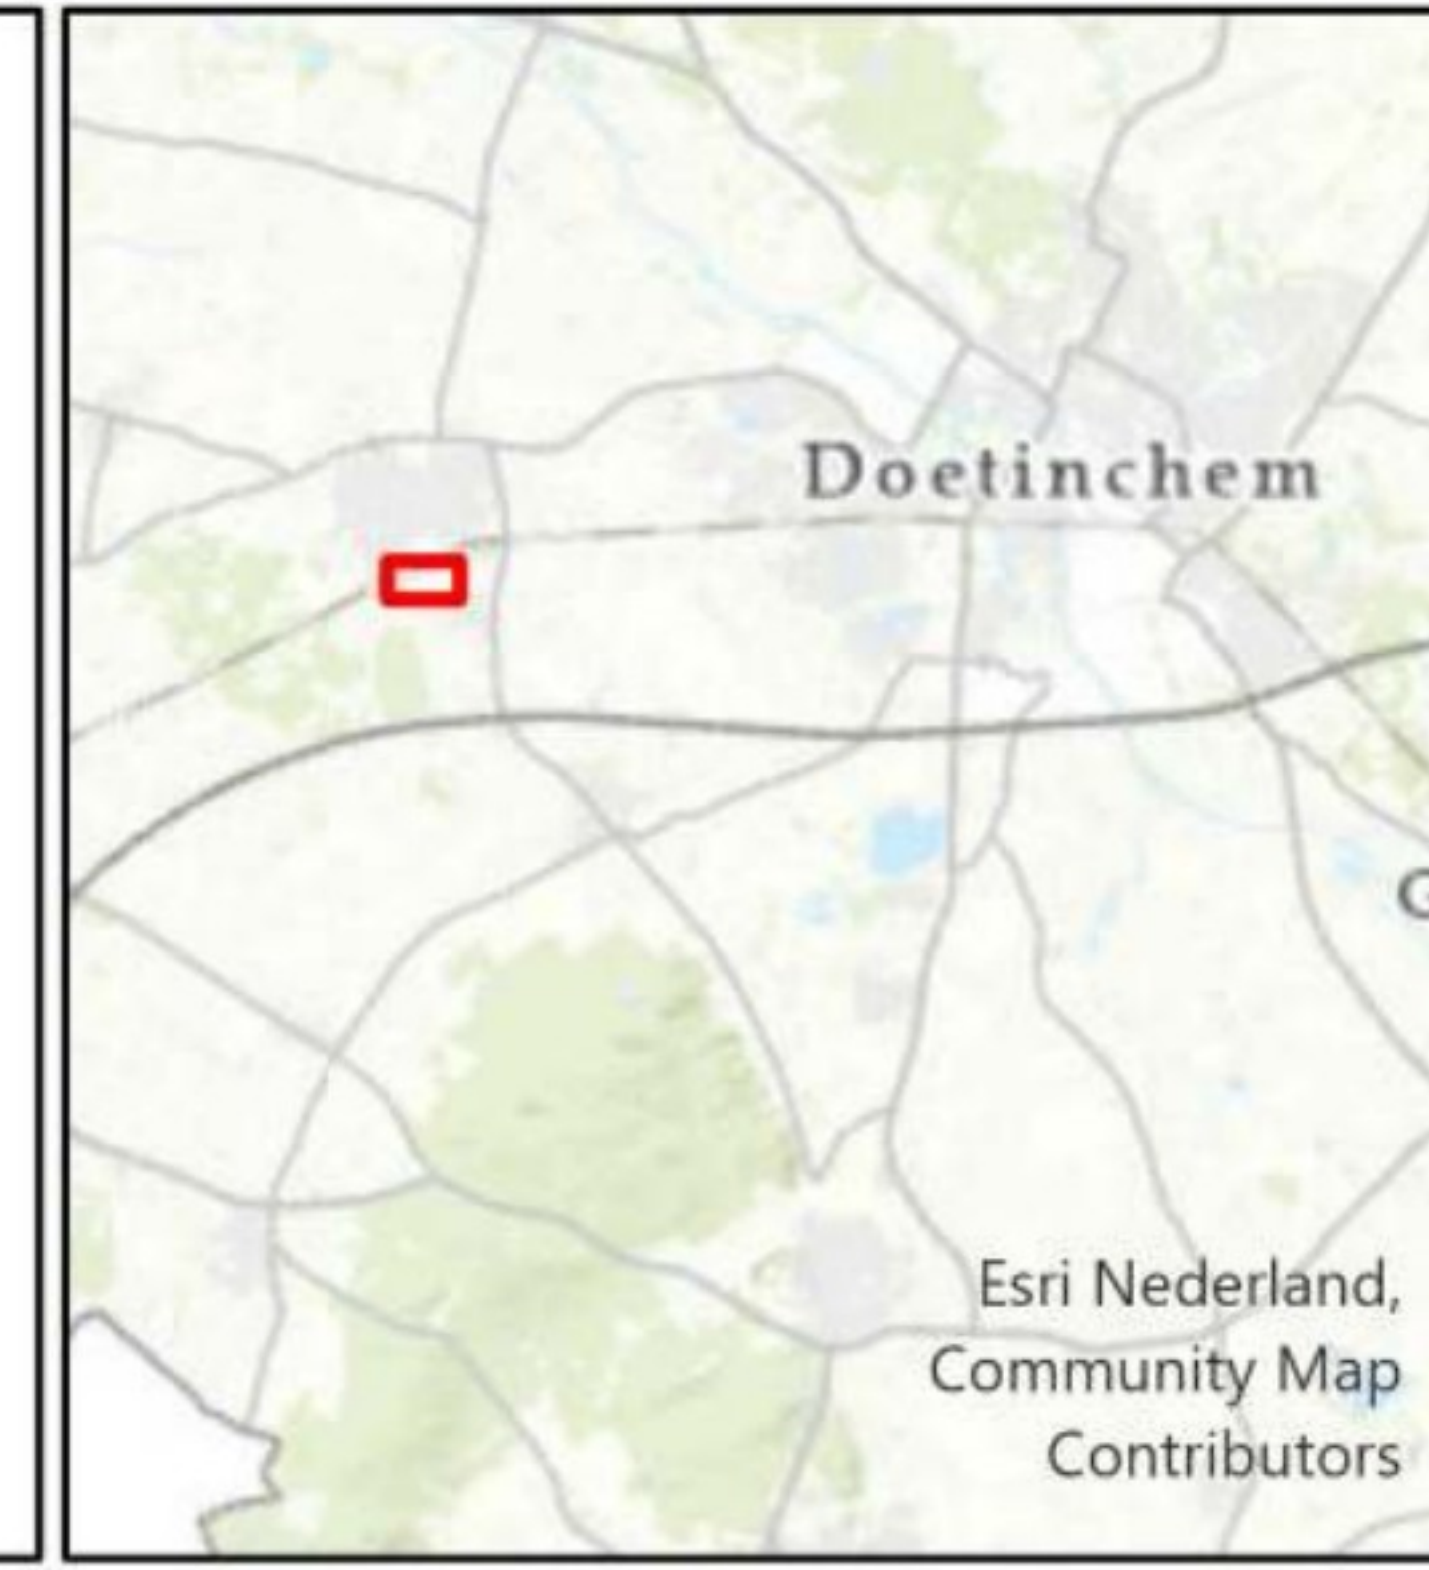 Doetinchem
G
Esri Nederland,
Community Map
Contributors